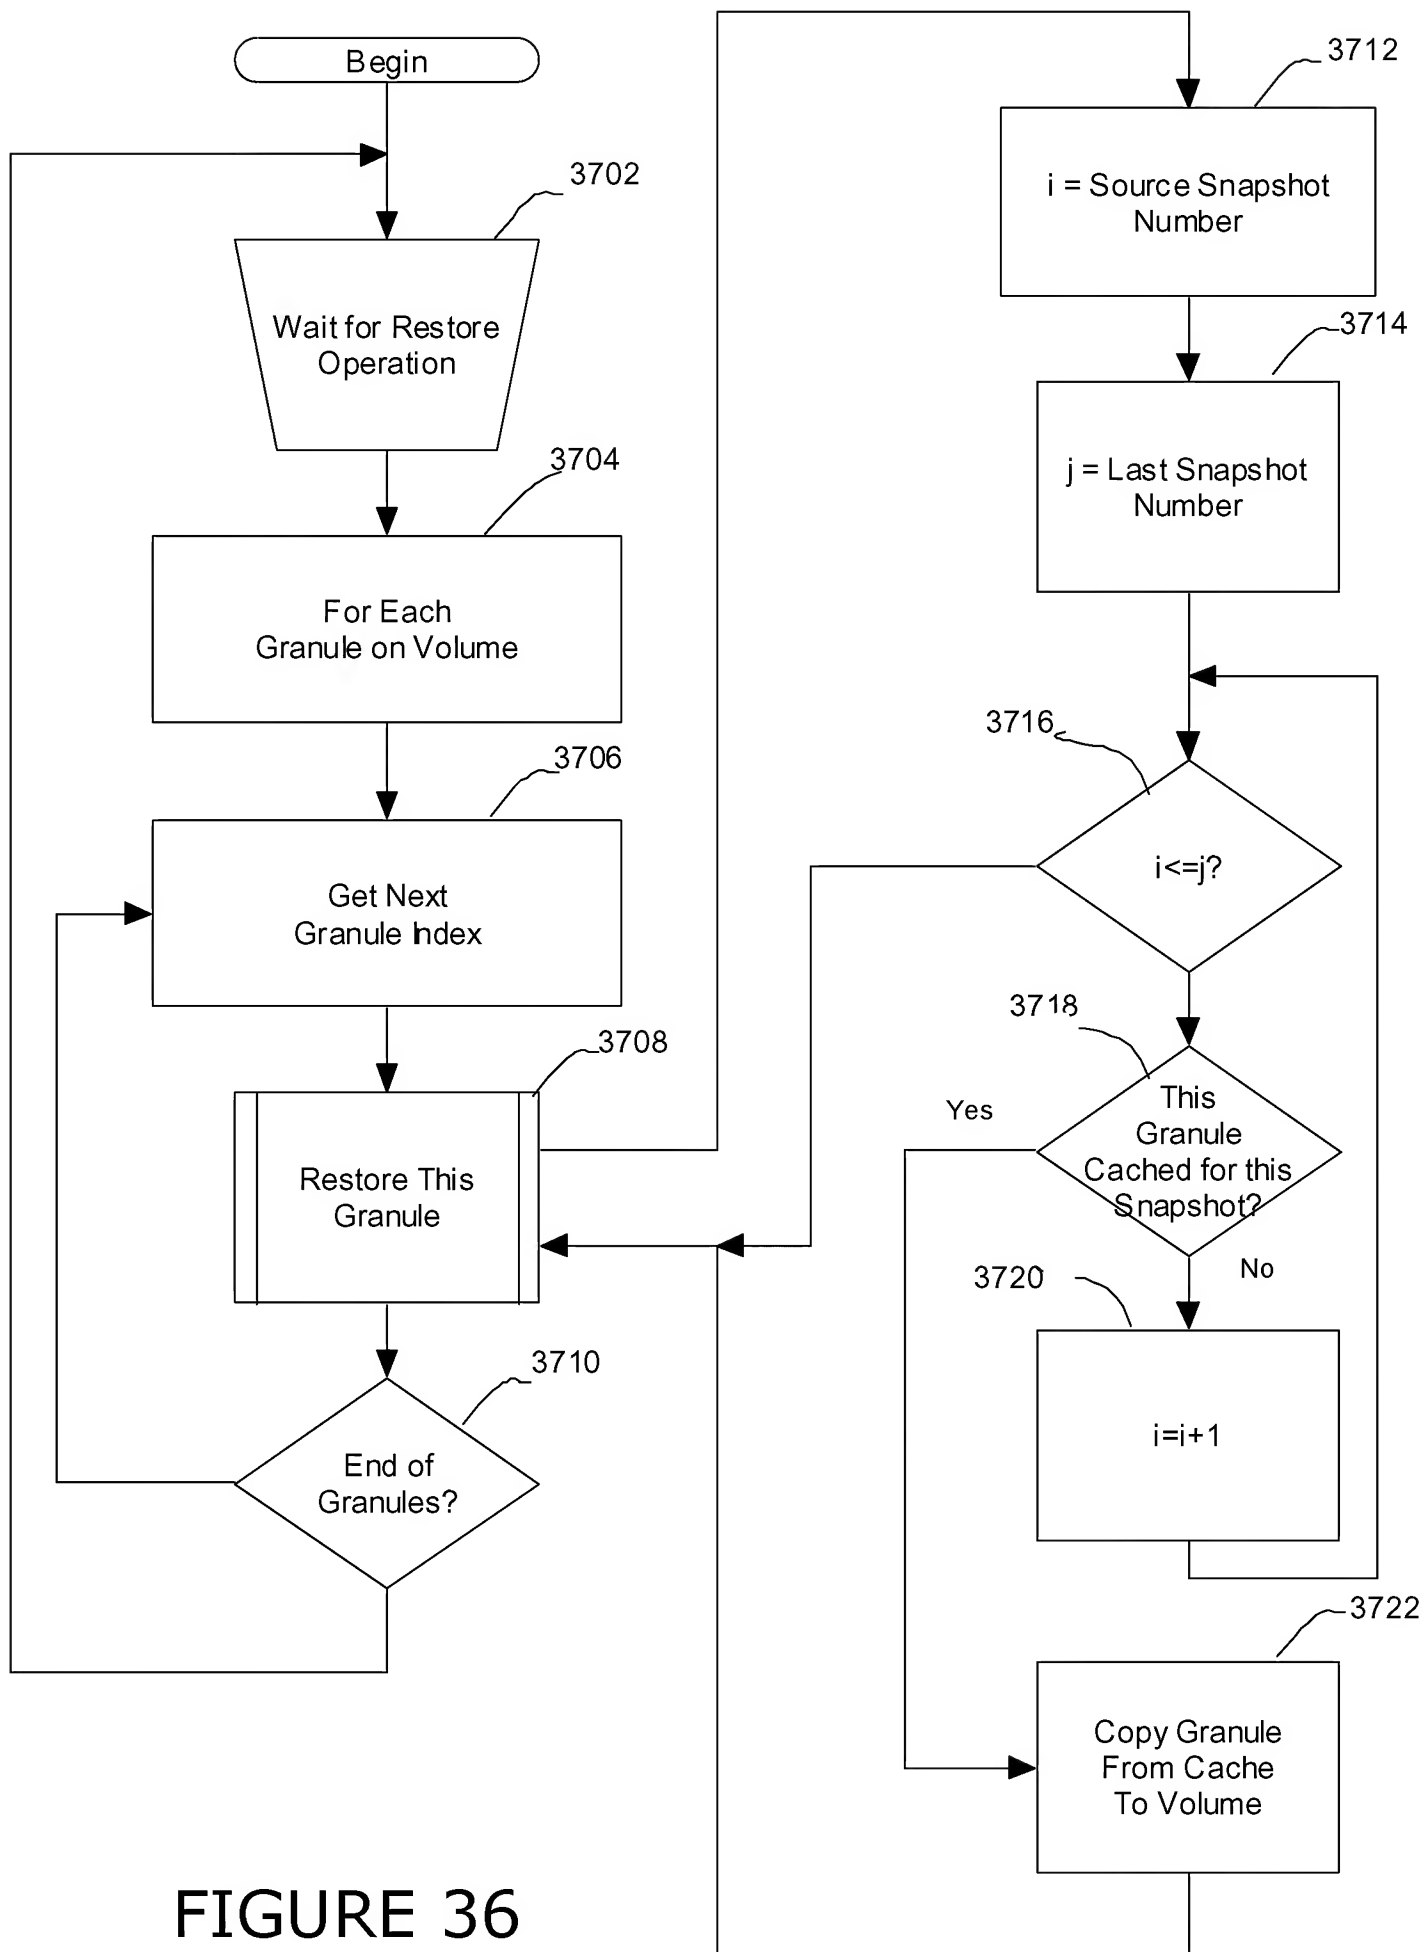 Begin
3702
Wait for Restore
Operation
3704
For Each
Granule on Volume
3706
Get Next
Granule Index
3708
Restore This
Granule
3710
End of
Granules?
3712
i = Source Snapshot
Number
3714
j = Last Snapshot
Number
3716
i<=j?
3718
This
Granule
Cached for this
Snapshot?
Yes
No
3720
i=i+1
3722
Copy Granule
From Cache
To Volume
FIGURE 36